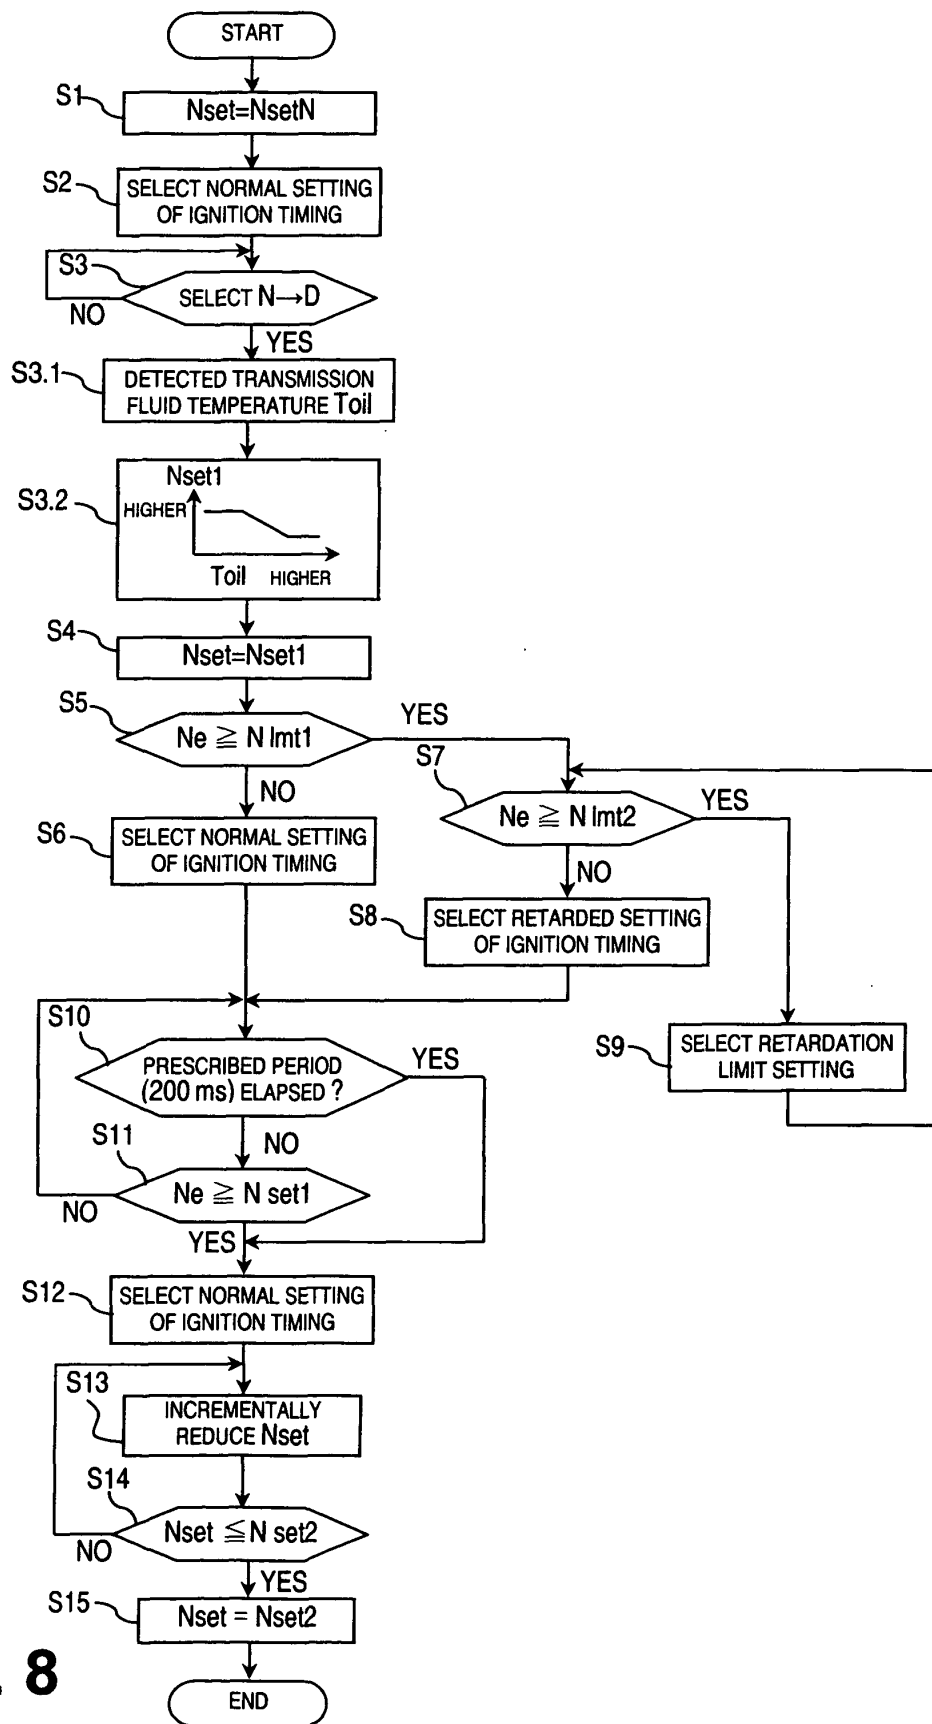 START
S1
Nset=NsetN
S2
SELECT NORMAL SETTING
OF IGNITION TIMING
S3
SELECT N→D
NO
YES
S3.1
DETECTED TRANSMISSION
FLUID TEMPERATURE Toil
S3.2
Nset1
HIGHER
Toil HIGHER
S4
Nset=Nset1
S5
Ne ≧ N lmt1
YES
NO
S7
Ne ≧ N lmt2
YES
NO
S6
SELECT NORMAL SETTING
OF IGNITION TIMING
S8
SELECT RETARDED SETTING
OF IGNITION TIMING
S9
SELECT RETARDATION
LIMIT SETTING
S10
PRESCRIBED PERIOD
(200 ms) ELAPSED ?
YES
NO
S11
Ne ≧ N set1
NO
YES
S12
SELECT NORMAL SETTING
OF IGNITION TIMING
S13
INCREMENTALLY
REDUCE Nset
S14
Nset ≦ N set2
NO
YES
S15
Nset = Nset2
END
. 8